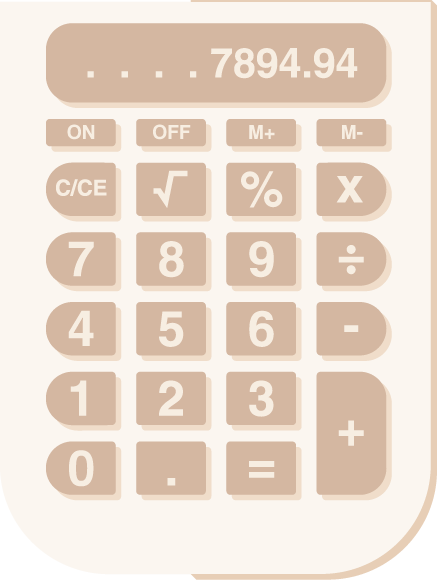 . . . . 7894.94
ON OFF M+ M-
C/CE √ % x
7 8 9 ÷
4 5 6 -
1 2 3 +
0 . =